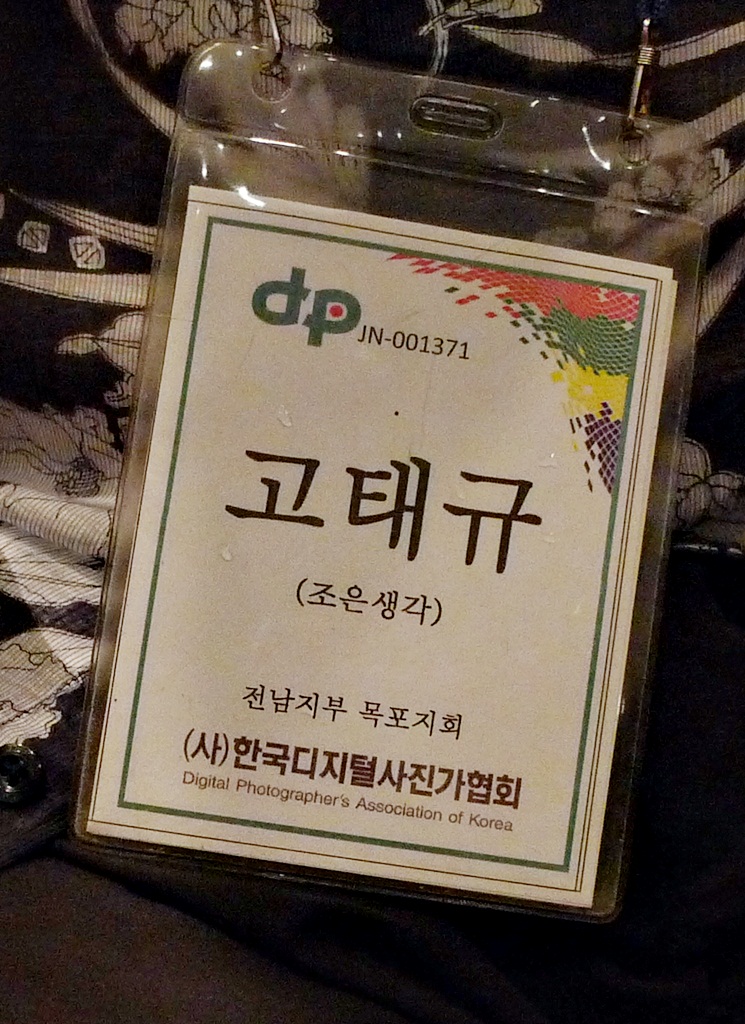 dp JN-001371
고태규
(조은생각)
전남지부 목포지회
(사)한국디지털사진가협회
Digital Photographer's Association of Korea